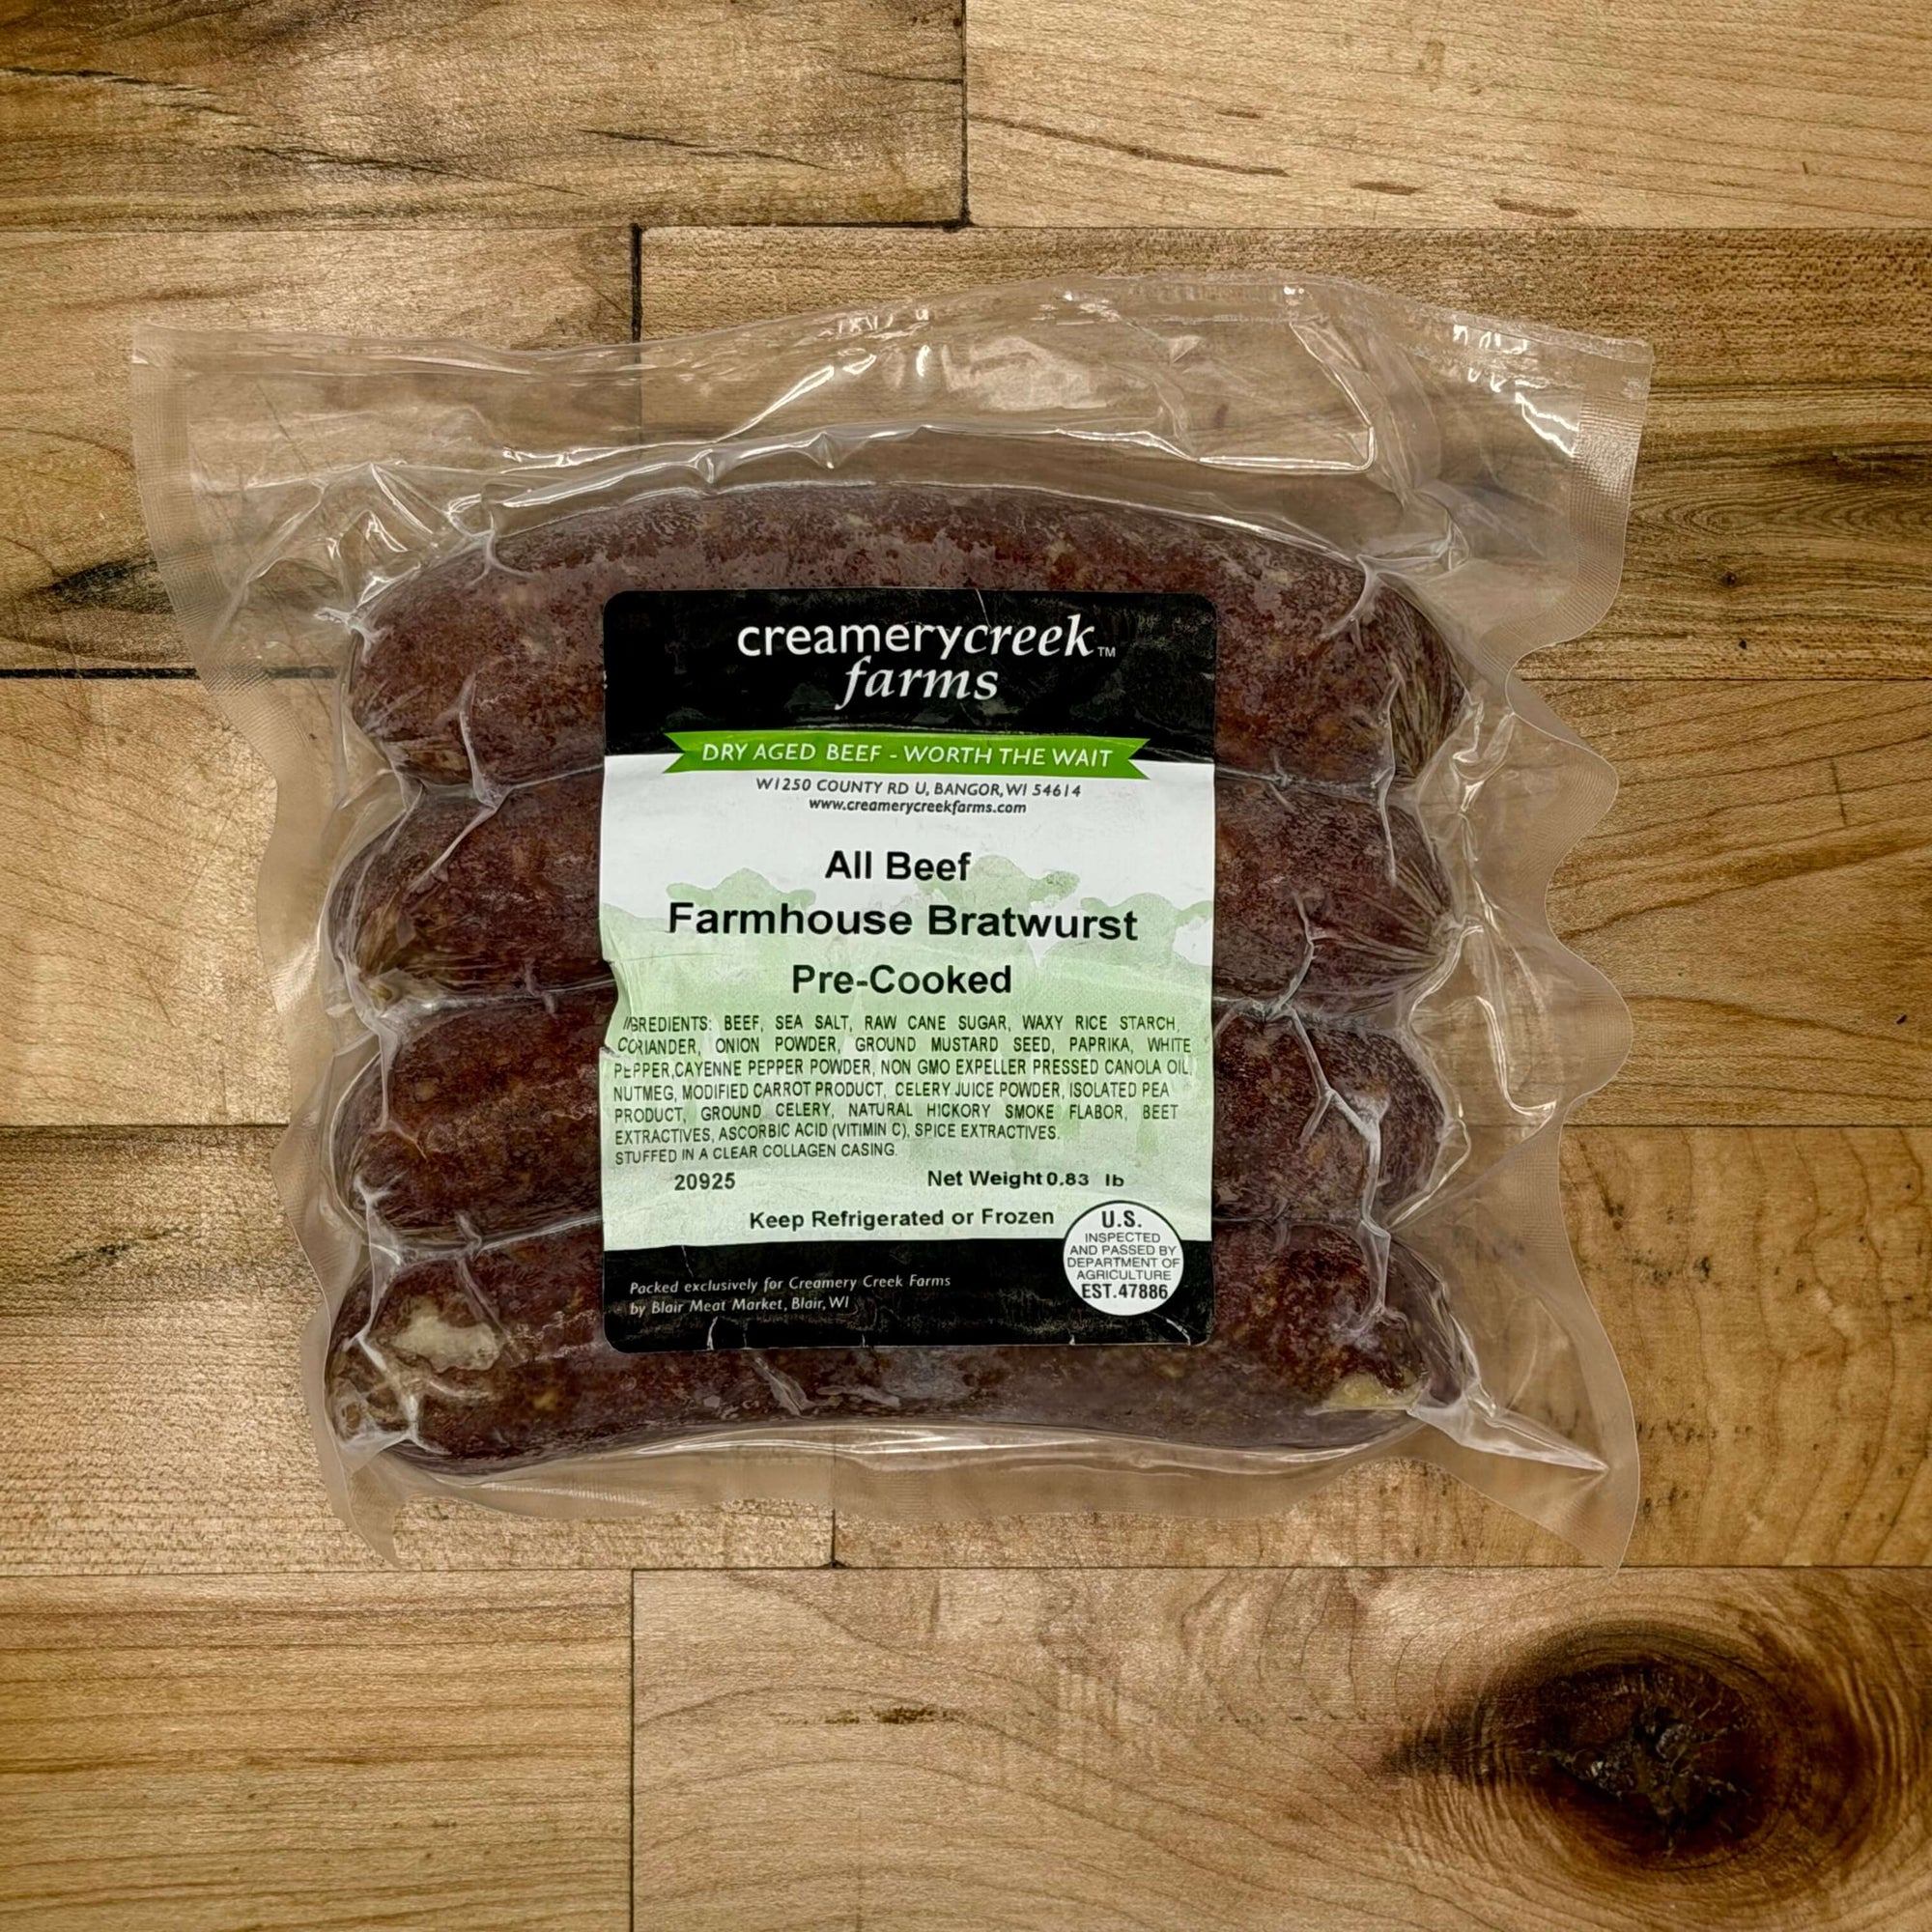 creamerycreek™
farms
DRY AGED BEEF - WORTH THE WAIT
W1250 COUNTY RD U, BANGOR, WI 54614
www.creamerycreekfarms.com
All Beef
Farmhouse Bratwurst
Pre-Cooked
INGREDIENTS: BEEF, SEA SALT, RAW CANE SUGAR, WAXY RICE STARCH,
CORIANDER, ONION POWDER, GROUND MUSTARD SEED, PAPRIKA, WHITE
PEPPER,CAYENNE PEPPER POWDER, NON GMO EXPELLER PRESSED CANOLA OIL,
NUTMEG, MODIFIED CARROT PRODUCT, CELERY JUICE POWDER, ISOLATED PEA
PRODUCT, GROUND CELERY, NATURAL HICKORY SMOKE FLAVOR, BEET
EXTRACTIVES, ASCORBIC ACID (VITIMIN C), SPICE EXTRACTIVES.
STUFFED IN A CLEAR COLLAGEN CASING.
20925 Net Weight 0.83 lb
Keep Refrigerated or Frozen
U.S.
INSPECTED
AND PASSED BY
DEPARTMENT OF
AGRICULTURE
EST.47886
Packed exclusively for Creamery Creek Farms
by Blair Meat Market, Blair, WI